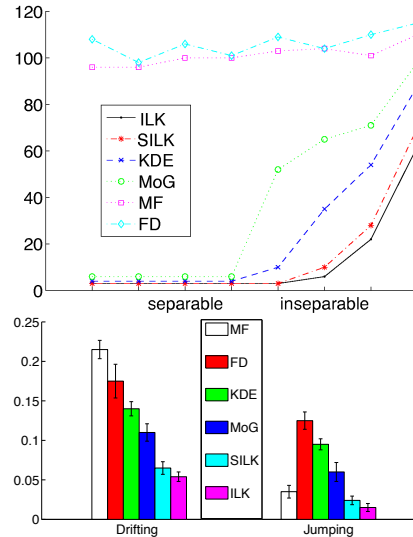 120
100
80
60
40
20
0
ILK
SILK
KDE
MoG
MF
FD
separable inseparable
0.25
0.2
0.15
0.1
0.05
0
MF
FD
KDE
MoG
SILK
ILK
Drifting Jumping